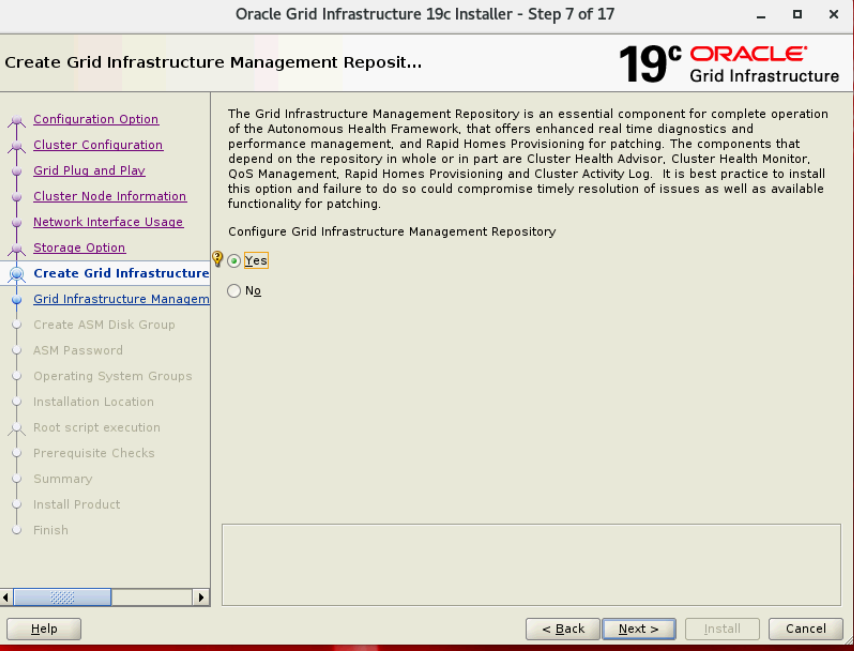 Oracle Grid Infrastructure 19c Installer - Step 7 of 17
Create Grid Infrastructure Management Reposit...
19c ORACLE
Grid Infrastructure
Configuration Option
Cluster Configuration
Grid Plug and Play
Cluster Node Information
Network Interface Usage
Storage Option
Create Grid Infrastructure
Grid Infrastructure Managem
Create ASM Disk Group
ASM Password
Operating System Groups
Installation Location
Root script execution
Prerequisite Checks
Summary
Install Product
Finish
The Grid Infrastructure Management Repository is an essential component for complete operation
of the Autonomous Health Framework, that offers enhanced real time diagnostics and
performance management, and Rapid Homes Provisioning for patching. The components that
depend on the repository in whole or in part are Cluster Health Advisor, Cluster Health Monitor,
QoS Management, Rapid Homes Provisioning and Cluster Activity Log.  It is best practice to install
this option and failure to do so could compromise timely resolution of issues as well as available
functionality for patching.
Configure Grid Infrastructure Management Repository
Yes
No
Help
< Back
Next >
Install
Cancel